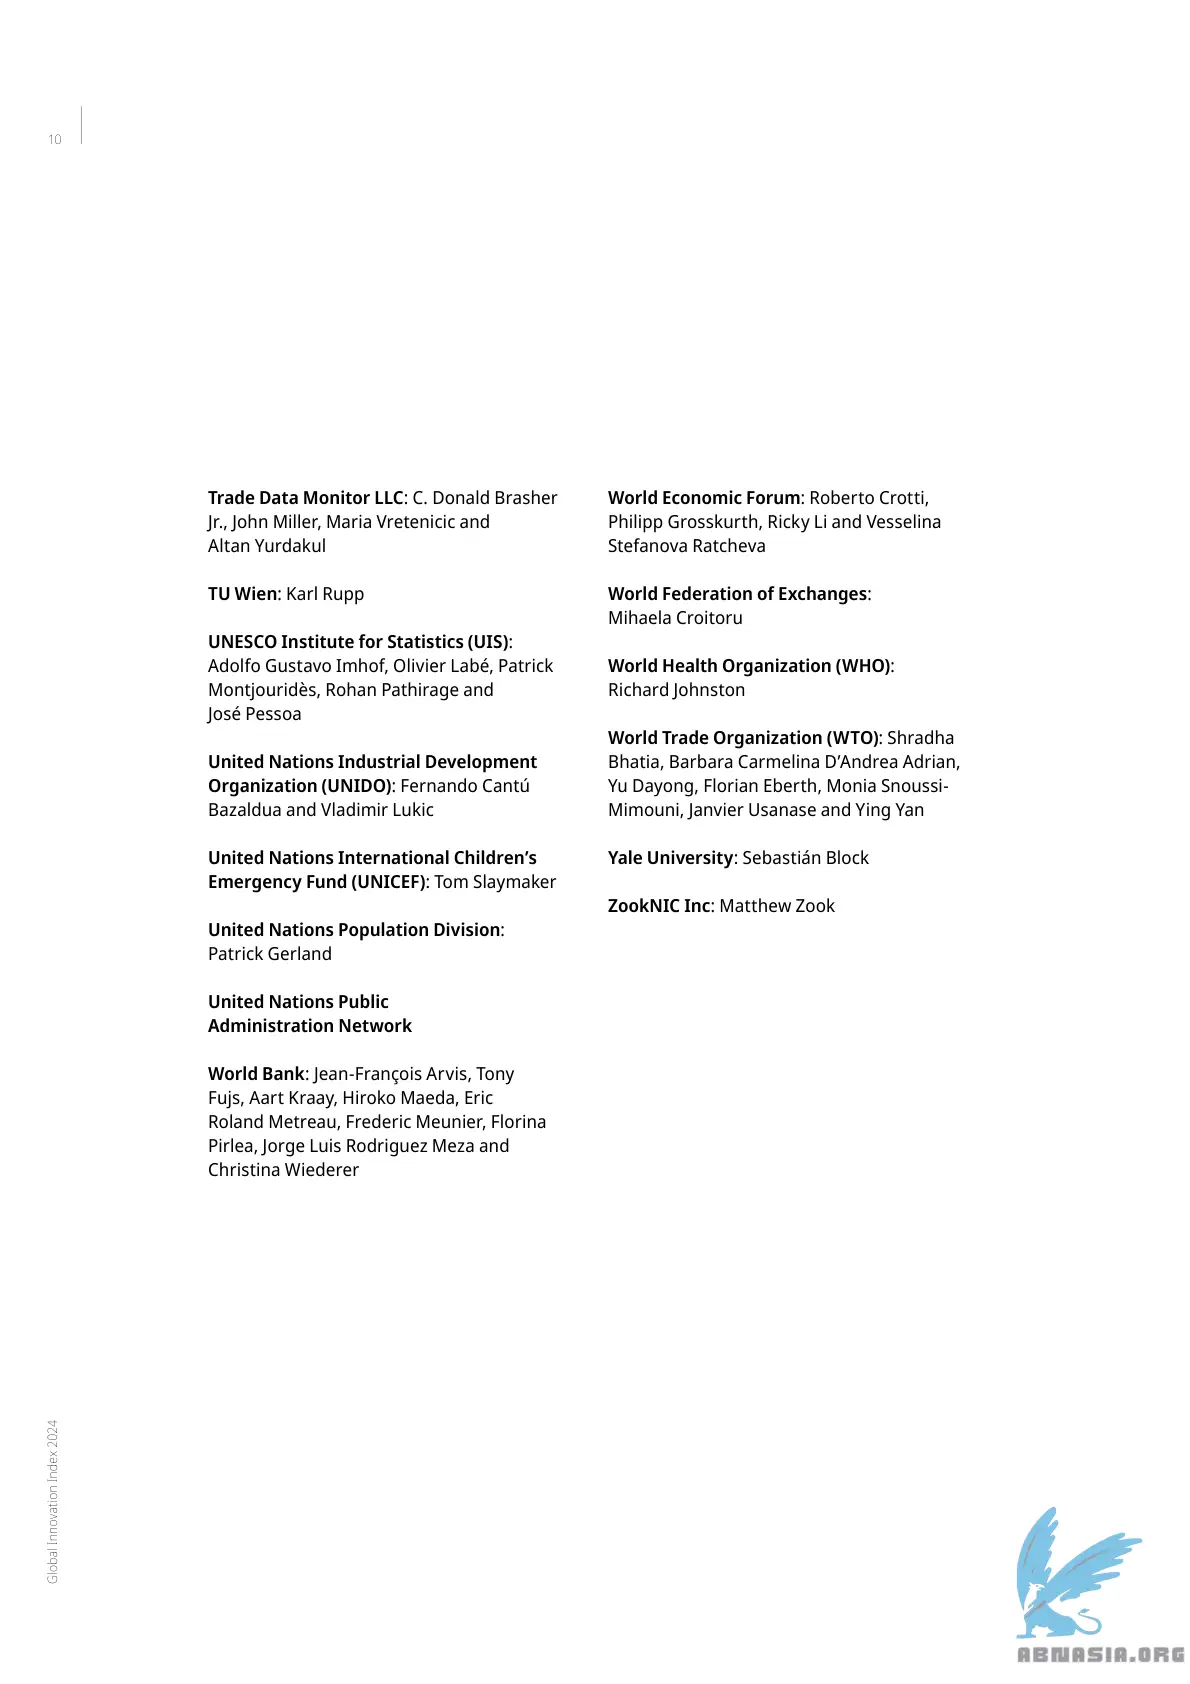 10
Trade Data Monitor LLC: C. Donald Brasher
Jr., John Miller, Maria Vretenicic and
Altan Yurdakul
TU Wien: Karl Rupp
UNESCO Institute for Statistics (UIS):
Adolfo Gustavo Imhof, Olivier Labé, Patrick
Montjouridès, Rohan Pathirage and
José Pessoa
United Nations Industrial Development
Organization (UNIDO): Fernando Cantú
Bazaldua and Vladimir Lukic
United Nations International Children’s
Emergency Fund (UNICEF): Tom Slaymaker
United Nations Population Division:
Patrick Gerland
United Nations Public
Administration Network
World Bank: Jean-François Arvis, Tony
Fujs, Aart Kraay, Hiroko Maeda, Eric
Roland Metreau, Frederic Meunier, Florina
Pirlea, Jorge Luis Rodriguez Meza and
Christina Wiederer
World Economic Forum: Roberto Crotti,
Philipp Grosskurth, Ricky Li and Vesselina
Stefanova Ratcheva
World Federation of Exchanges:
Mihaela Croitoru
World Health Organization (WHO):
Richard Johnston
World Trade Organization (WTO): Shradha
Bhatia, Barbara Carmelina D’Andrea Adrian,
Yu Dayong, Florian Eberth, Monia Snoussi-
Mimouni, Janvier Usanase and Ying Yan
Yale University: Sebastián Block
ZookNIC Inc: Matthew Zook
Global Innovation Index 2024
ABNASIA.ORG